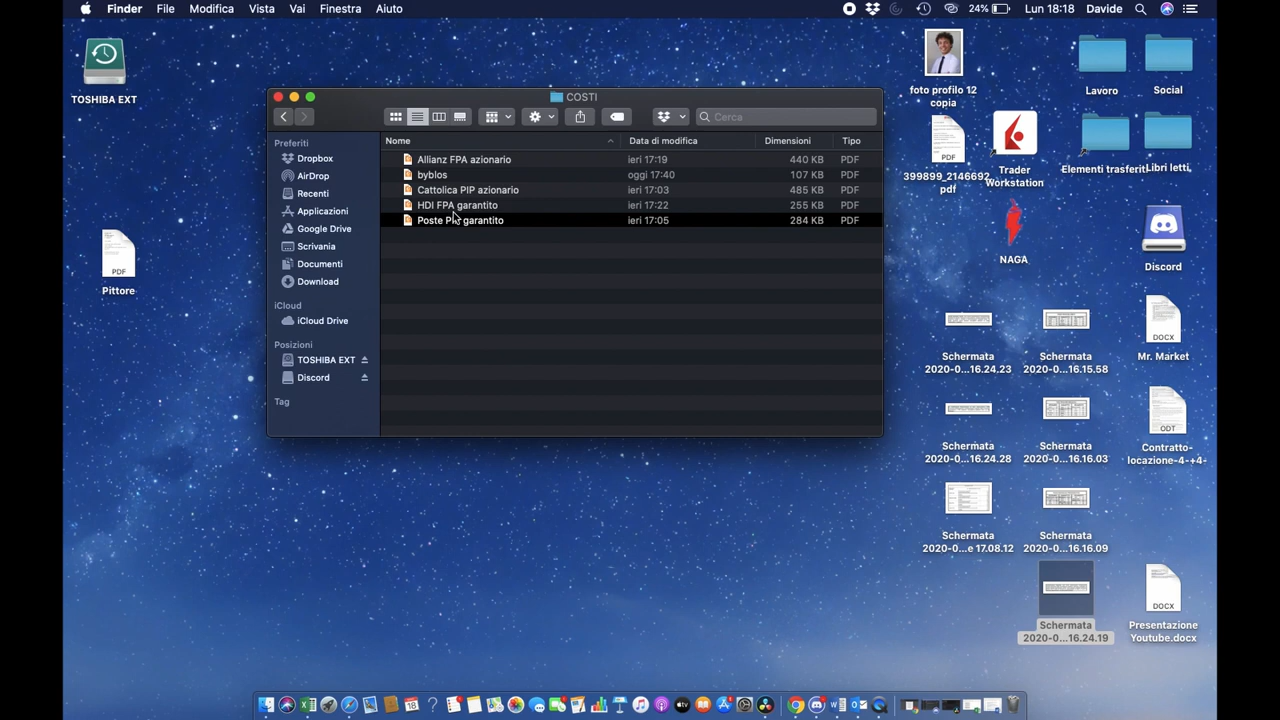 Finder File Modifica Vista Vai Finestra Aiuto
24% Lun 18:18 Davide
TOSHIBA EXT
Pittore
PDF
COSTI
Cerca
Preferiti
Dropbox
AirDrop
Recenti
Applicazioni
Google Drive
Scrivania
Documenti
Download
iCloud
iCloud Drive
Posizioni
TOSHIBA EXT
Discord
Tag
Nome
Dimensioni Tipo
ieri 17:19 440 KB PDF
byblos oggi 17:40 107 KB PDF
Cattolica PIP azionario ieri 17:03 485 KB PDF
HDI FPA garantito ieri 17:22 255 KB PDF
Poste PIP garantito ieri 17:05 284 KB PDF
foto profilo 12
copia
Lavoro
Social
PDF
399899_2146692.
pdf
Trader
Workstation
Elementi trasferiti
Libri letti
NAGA
Discord
Schermata
2020-0...16.24.23
Schermata
2020-0...16.15.58
DOCX
Mr. Market
Schermata
2020-0...16.24.28
Schermata
2020-0...16.16.03
ODT
Contratto-
locazione-4-+4-
Schermata
2020-0...e 17.08.12
Schermata
2020-0...16.16.09
Schermata
2020-0...16.24.19
DOCX
Presentazione
Youtube.docx
18